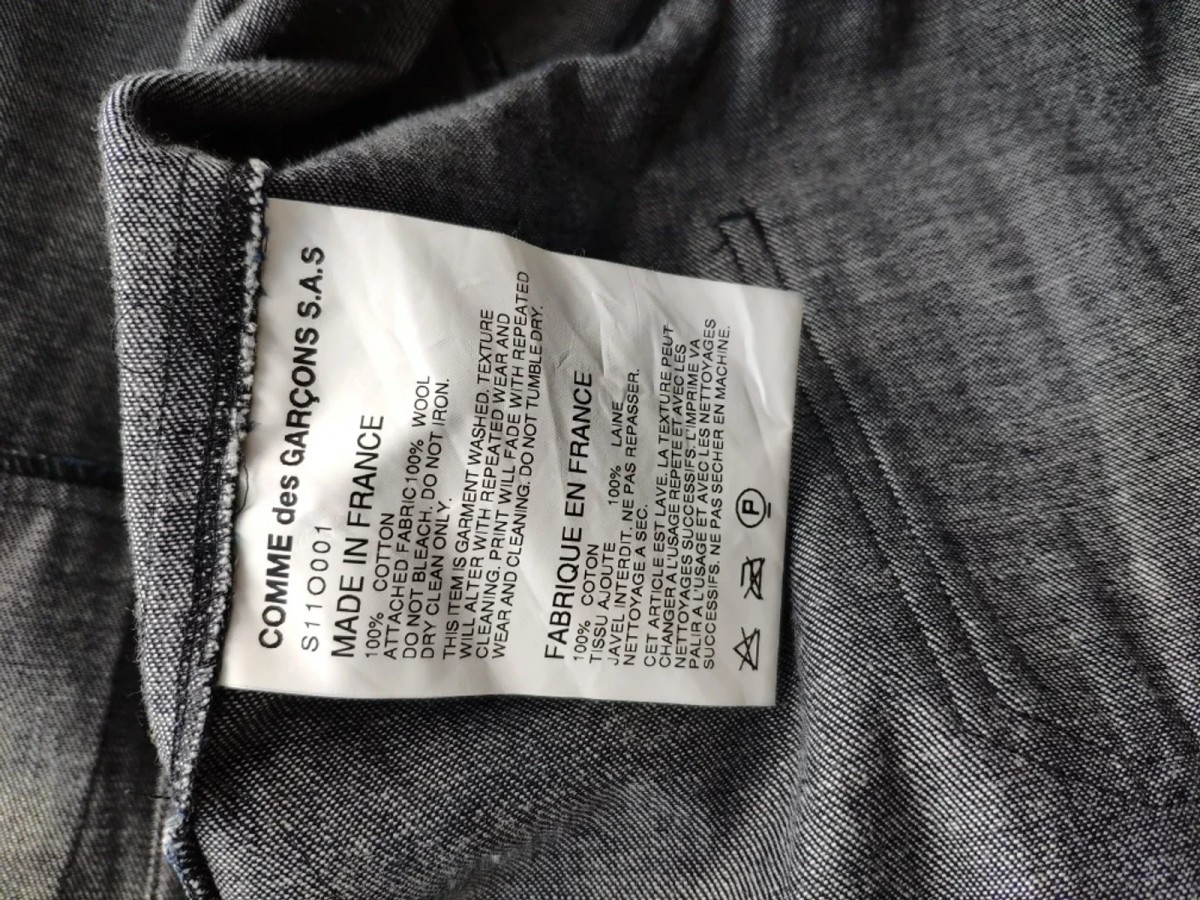 COMME des GARÇONS S.A.S
S11O001
MADE IN FRANCE
100% COTTON
ATTACHED FABRIC 100% WOOL
DO NOT BLEACH. DO NOT IRON.
DRY CLEAN ONLY.
THIS ITEM IS GARMENT WASHED. TEXTURE
WILL ALTER WITH REPEATED WEAR AND
CLEANING. PRINT WILL FADE WITH REPEATED
WEAR AND CLEANING. DO NOT TUMBLE DRY.
FABRIQUE EN FRANCE
100% COTON
TISSU AJOUTE 100% LAINE
JAVEL INTERDIT. NE PAS REPASSER.
NETTOYAGE A SEC.
CET ARTICLE EST LAVE. LA TEXTURE PEUT
CHANGER A L'USAGE REPETE ET AVEC LES
NETTOYAGES SUCCESSIFS. L'IMPRIME VA
PALIR A L'USAGE ET AVEC LES NETTOYAGES
SUCCESSIFS. NE PAS SECHER EN MACHINE.
P